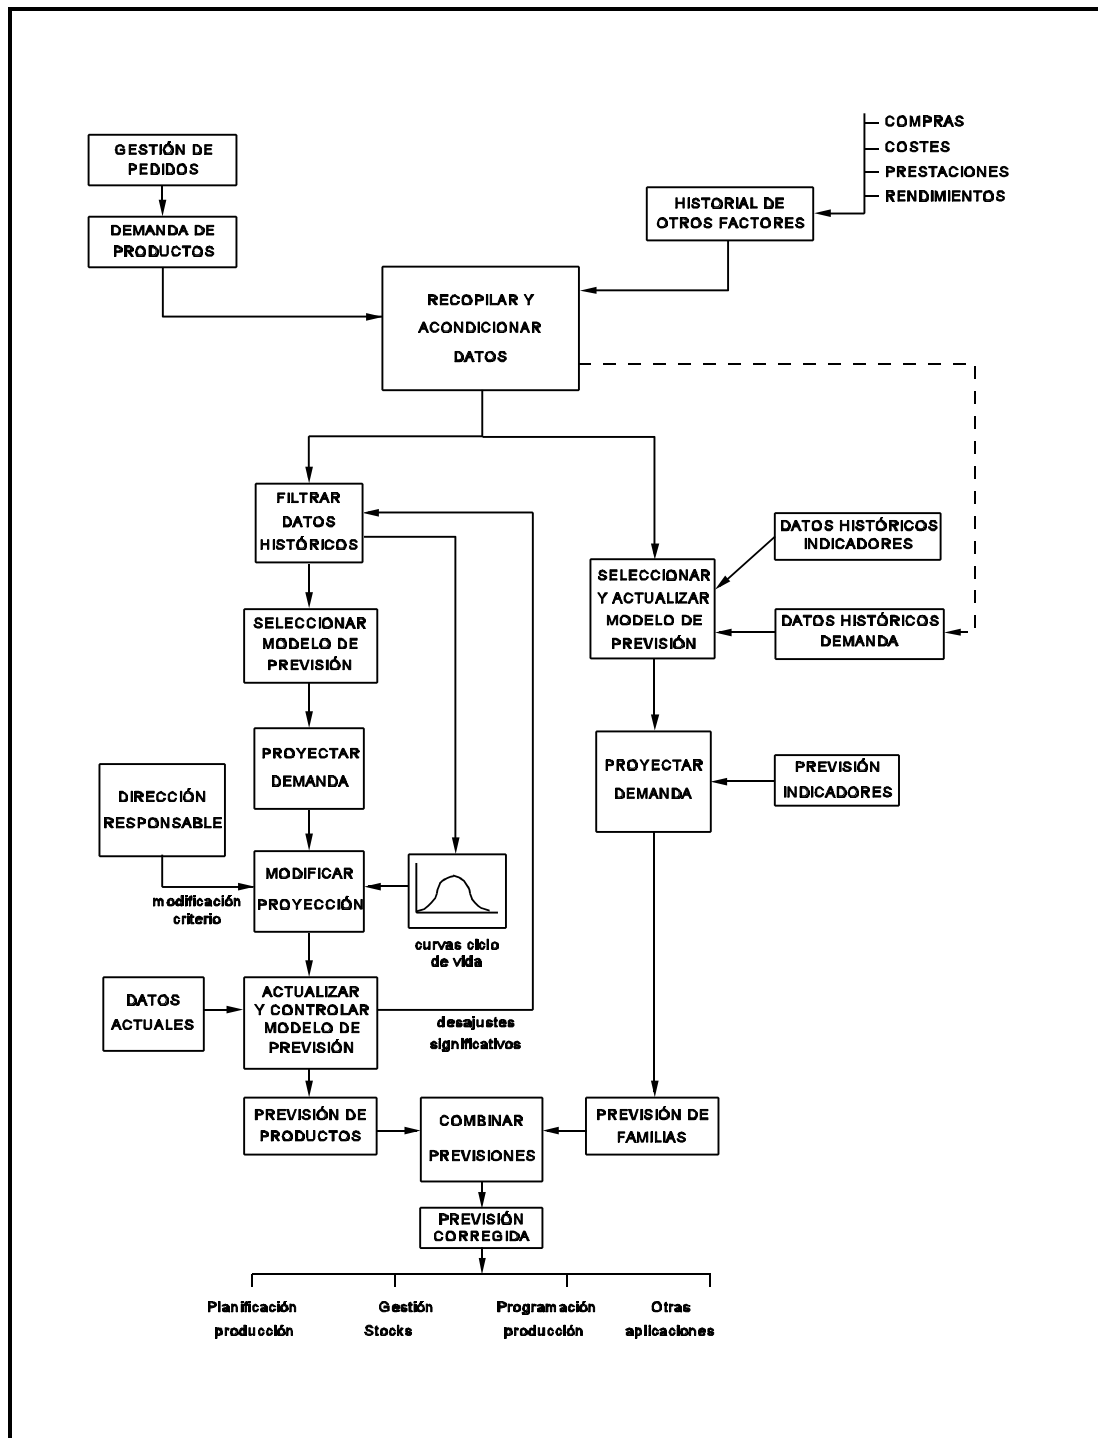 GESTIÓN DE
PEDIDOS
DEMANDA DE
PRODUCTOS
COMPRAS
COSTES
PRESTACIONES
RENDIMIENTOS
HISTORIAL DE
OTROS FACTORES
RECOPILAR Y
ACONDICIONAR
DATOS
FILTRAR
DATOS
HISTÓRICOS
SELECCIONAR
MODELO DE
PREVISIÓN
PROYECTAR
DEMANDA
DIRECCIÓN
RESPONSABLE
modificación
criterio
MODIFICAR
PROYECCIÓN
curvas ciclo
de vida
DATOS
ACTUALES
ACTUALIZAR
Y CONTROLAR
MODELO DE
PREVISIÓN
desajustes
significativos
DATOS HISTÓRICOS
INDICADORES
SELECCIONAR
Y ACTUALIZAR
MODELO DE
PREVISIÓN
DATOS HISTÓRICOS
DEMANDA
PROYECTAR
DEMANDA
PREVISIÓN
INDICADORES
PREVISIÓN DE
PRODUCTOS
COMBINAR
PREVISIONES
PREVISIÓN DE
FAMILIAS
PREVISIÓN
CORREGIDA
Planificación
producción
Gestión
Stocks
Programación
producción
Otras
aplicaciones